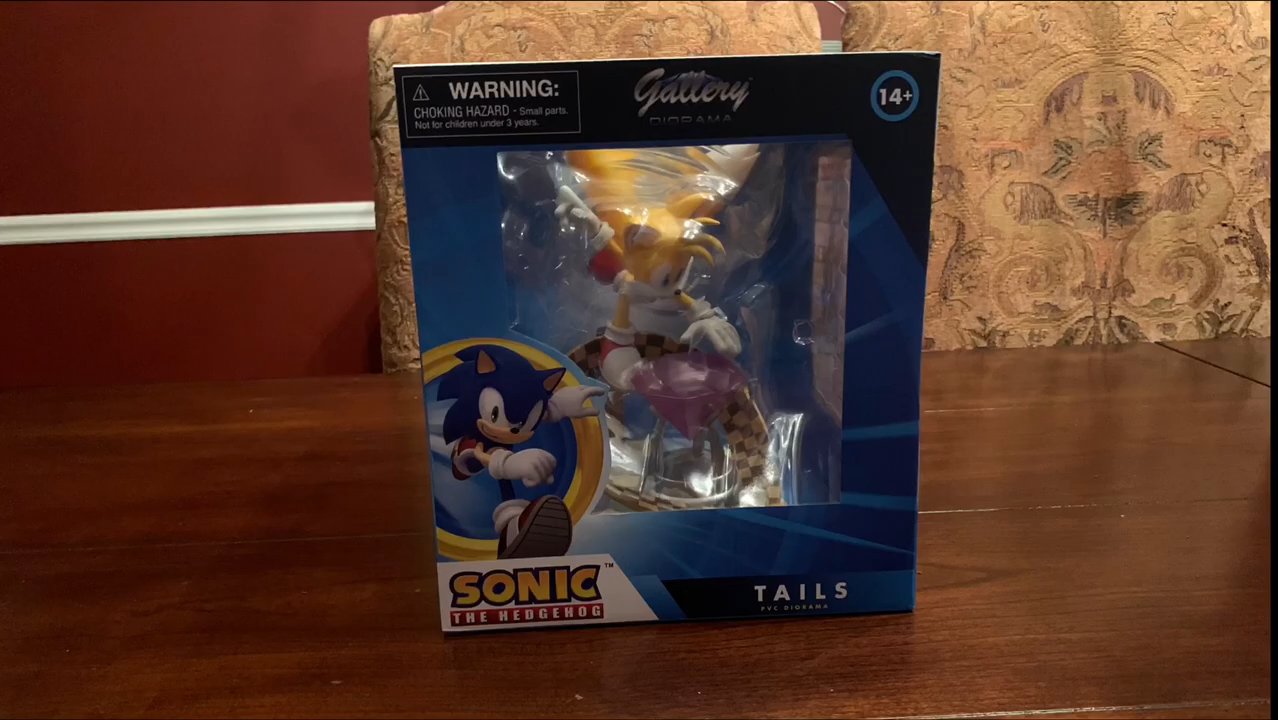 WARNING:
CHOKING HAZARD - Small parts.
Not for children under 3 years.
Gallery
DIORAMA
14+
SONIC™
THE HEDGEHOG
TAILS
PVC DIORAMA